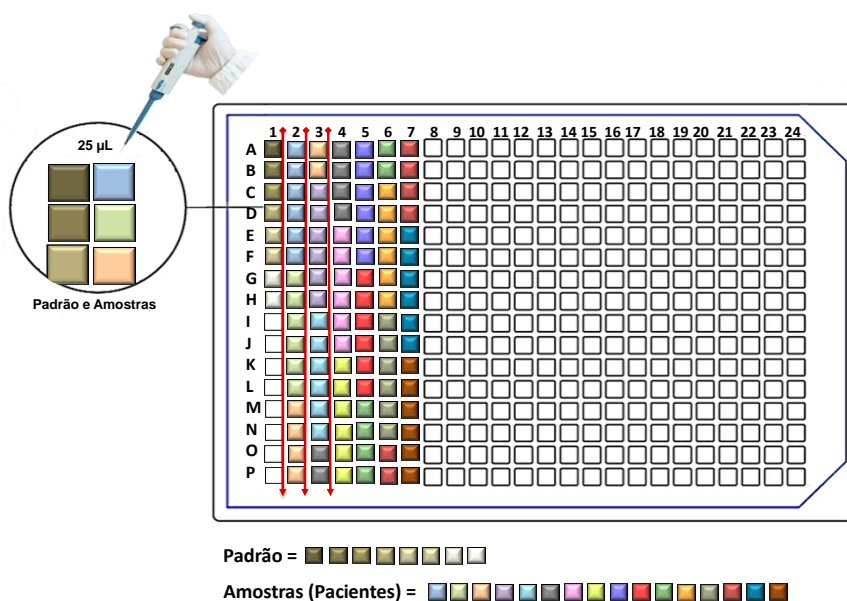 25 µL
Padrão e Amostras
1 2 3 4 5 6 7 8 9 10 11 12 13 14 15 16 17 18 19 20 21 22 23 24
A
B
C
D
E
F
G
H
I
J
K
L
M
N
O
P
Padrão =
Amostras (Pacientes) =